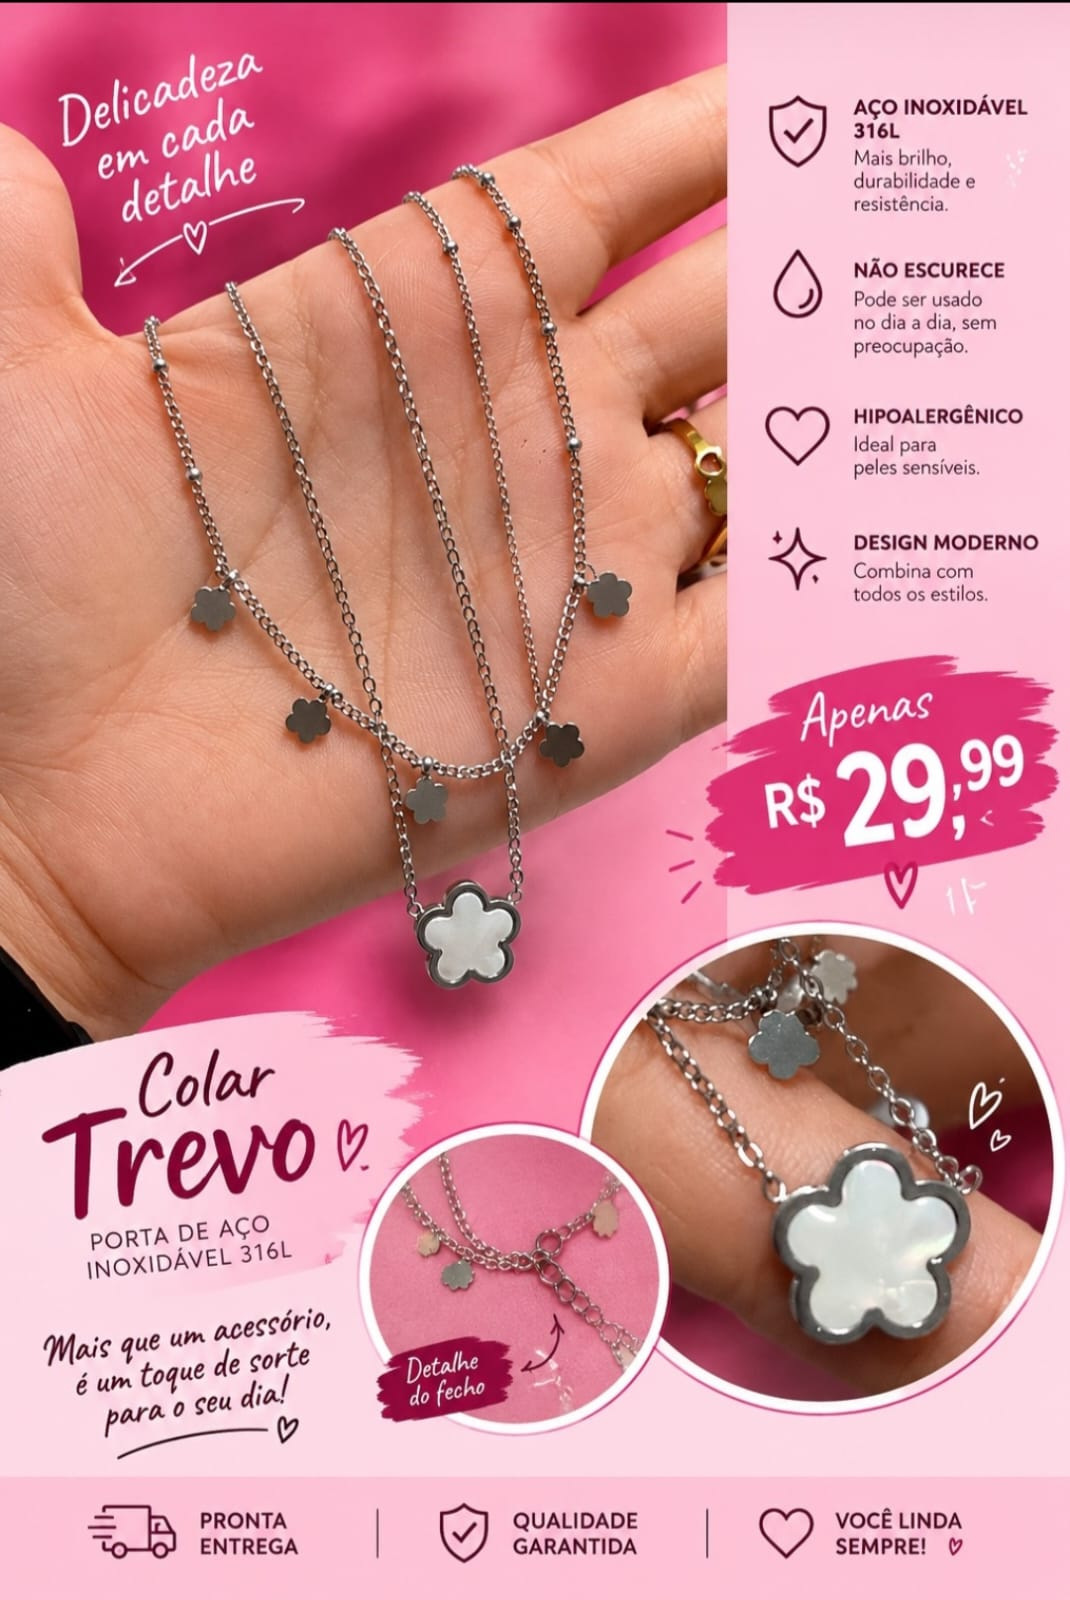 Delicadeza
em cada
detalhe
AÇO INOXIDÁVEL
316L
Mais brilho,
durabilidade e
resistência.
NÃO ESCURECE
Pode ser usado
no dia a dia, sem
preocupação.
HIPOALERGÊNICO
Ideal para
peles sensíveis.
DESIGN MODERNO
Combina com
todos os estilos.
Apenas
R$ 29,99
Colar
Trevo
PORTA DE AÇO
INOXIDÁVEL 316L
Mais que um acessório,
é um toque de sorte
para o seu dia!
Detalhe
do fecho
PRONTA
ENTREGA
QUALIDADE
GARANTIDA
VOCÊ LINDA
SEMPRE!